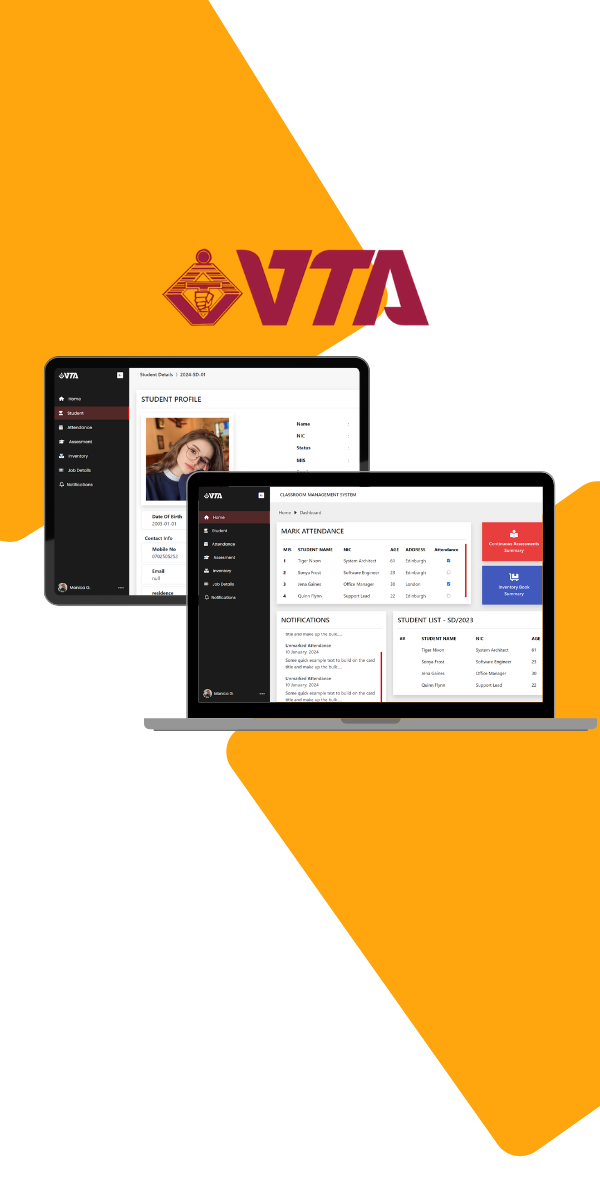 VTA
VTA
Student Details | 2024-SD-01
Home
Student
Attendance
Assesment
Inventory
Job Details
Notifications
Marisca G.
STUDENT PROFILE
Name :
NIC :
Status :
MIS :
Date Of Birth
2003-01-01
Contact Info
Mobile No
0702505253
Email
null
residence
VTA
CLASSROOM MANAGEMENT SYSTEM
Home
Student
Attendance
Assesment
Inventory
Job Details
Notifications
Marisca G.
Home Dashboard
MARK ATTENDANCE
MIS STUDENT NAME NIC AGE ADDRESS Attendance
1 Tiger Nixon System Architect 61 Edinburgh
2 Sonya Frost Software Engineer 23 Edinburgh
3 Jena Gaines Office Manager 30 London
4 Quinn Flynn Support Lead 22 Edinburgh
Continuous Assessments
Summary
Inventory Book
Summary
NOTIFICATIONS
title and make up the bulk....
Unmarked Attendance
10 January, 2024
Some quick example text to build on the card
title and make up the bulk....
Unmarked Attendance
10 January, 2024
Some quick example text to build on the card
title and make up the bulk....
STUDENT LIST - SD/2023
STUDENT NAME NIC AGE
Tiger Nixon System Architect 61
Sonya Frost Software Engineer 23
Jena Gaines Office Manager 30
Quinn Flynn Support Lead 22